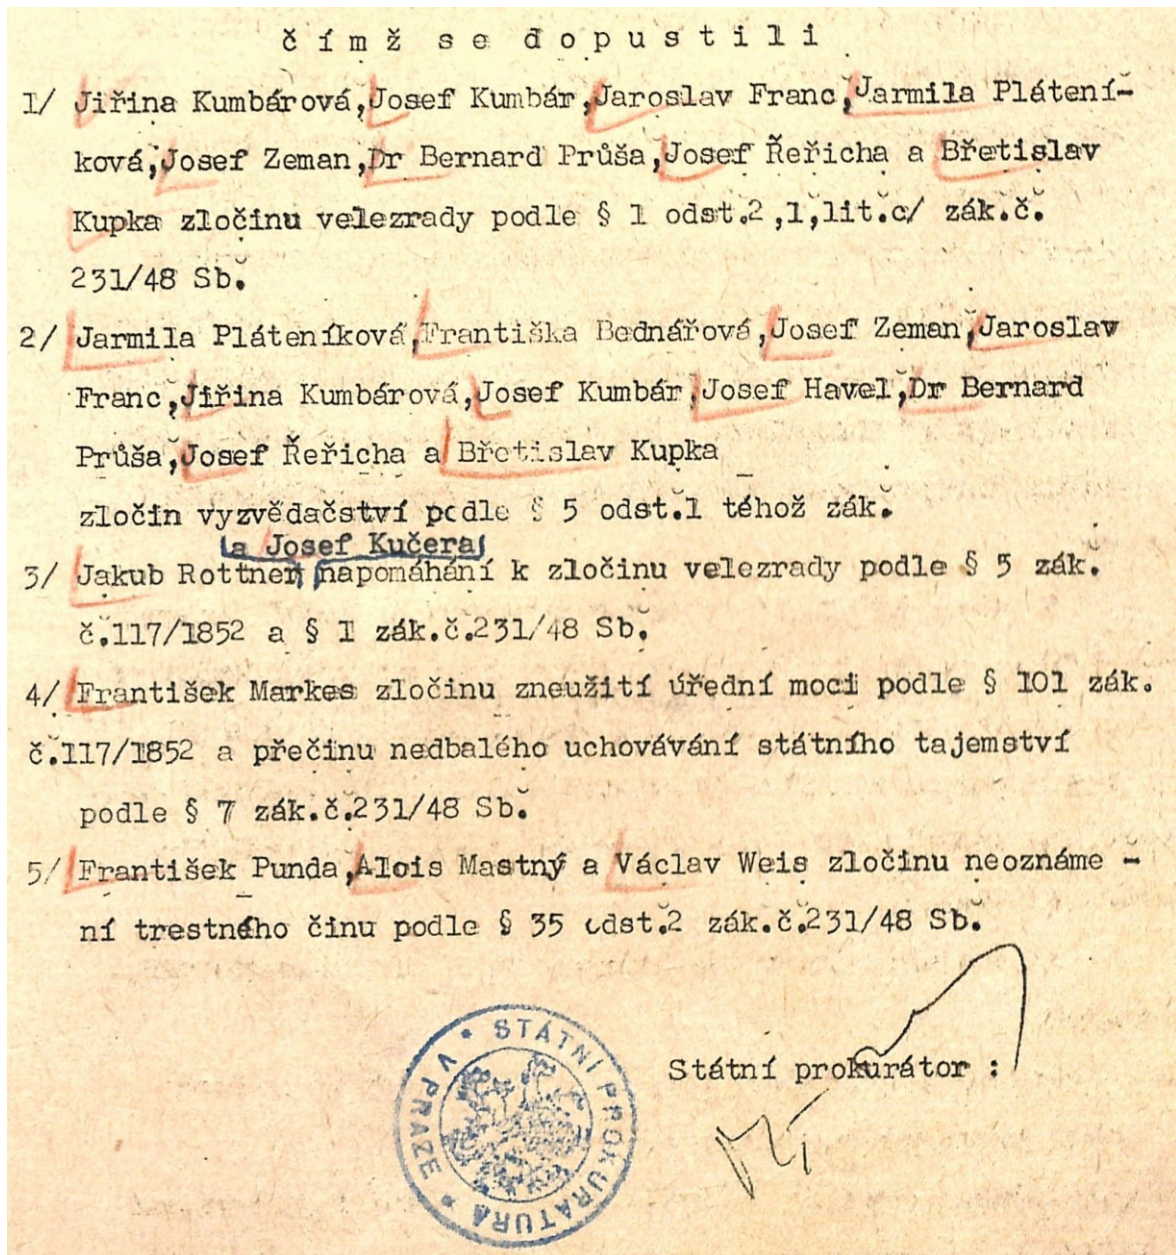 čímž se dopustili
1/ Jiřina Kumbárová, Josef Kumbár, Jaroslav Franc, Jarmila Plátení-
ková, Josef Zeman, Dr Bernard Průša, Josef Řeřicha a Břetislav
Kupka zločinu velezrady podle § 1 odst.2 ,1,lit.c/ zák.č.
231/48 Sb.
2/ Jarmila Pláteníková, Františka Bednářová, Josef Zeman, Jaroslav
Franc, Jiřina Kumbárová, Josef Kumbár, Josef Havel, Dr Bernard
Průša, Josef Řeřicha a Břetislav Kupka
zločin vyzvědačství podle § 5 odst.1 téhož zák.
a Josef Kučera
3/ Jakub Rottner napomáhání k zločinu velezrady podle § 5 zák.
č.117/1852 a § 1 zák.č.231/48 Sb.
4/ František Markes zločinu zneužití úřední moci podle § 101 zák.
č.117/1852 a přečinu nedbalého uchovávání státního tajemství
podle § 7 zák.č.231/48 Sb.
5/ František Punda, Alois Mastný a Václav Weis zločinu neoznáme -
ní trestného činu podle § 35 odst.2 zák.č.231/48 Sb.
Státní prokurátor :
STÁTNÍ PROKURATURA * V PRAZE *